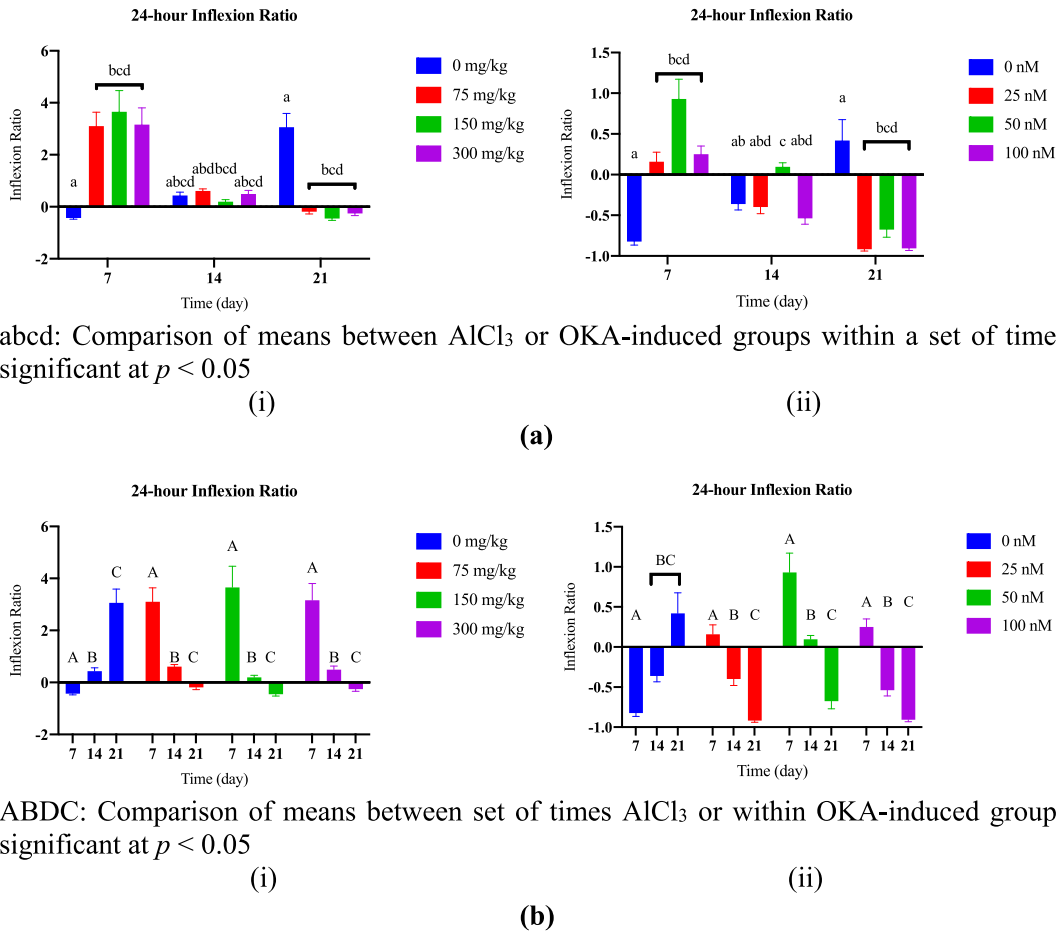 24-hour Inflexion Ratio
6
4
2
0
-2
Inflexion Ratio
a
bcd
abcd
abd
bcd
abcd
a
bcd
7
14
21
Time (day)
0 mg/kg
75 mg/kg
150 mg/kg
300 mg/kg
24-hour Inflexion Ratio
1.5
1.0
0.5
0.0
-0.5
-1.0
Inflexion Ratio
a
bcd
ab
abd
c
abd
a
bcd
7
14
21
Time (day)
0 nM
25 nM
50 nM
100 nM
abcd: Comparison of means between AlCl₃ or OKA-induced groups within a set of time
significant at p < 0.05
(i)
(ii)
(a)
24-hour Inflexion Ratio
6
4
2
0
-2
Inflexion Ratio
A
B
C
A
B
C
A
B
C
A
B
C
7 14 21
7 14 21
7 14 21
7 14 21
Time (day)
0 mg/kg
75 mg/kg
150 mg/kg
300 mg/kg
24-hour Inflexion Ratio
1.5
1.0
0.5
0.0
-0.5
-1.0
Inflexion Ratio
A
BC
A
B
C
A
B
C
A
B
C
7 14 21
7 14 21
7 14 21
7 14 21
Time (day)
0 nM
25 nM
50 nM
100 nM
ABDC: Comparison of means between set of times AlCl₃ or within OKA-induced group
significant at p < 0.05
(i)
(ii)
(b)